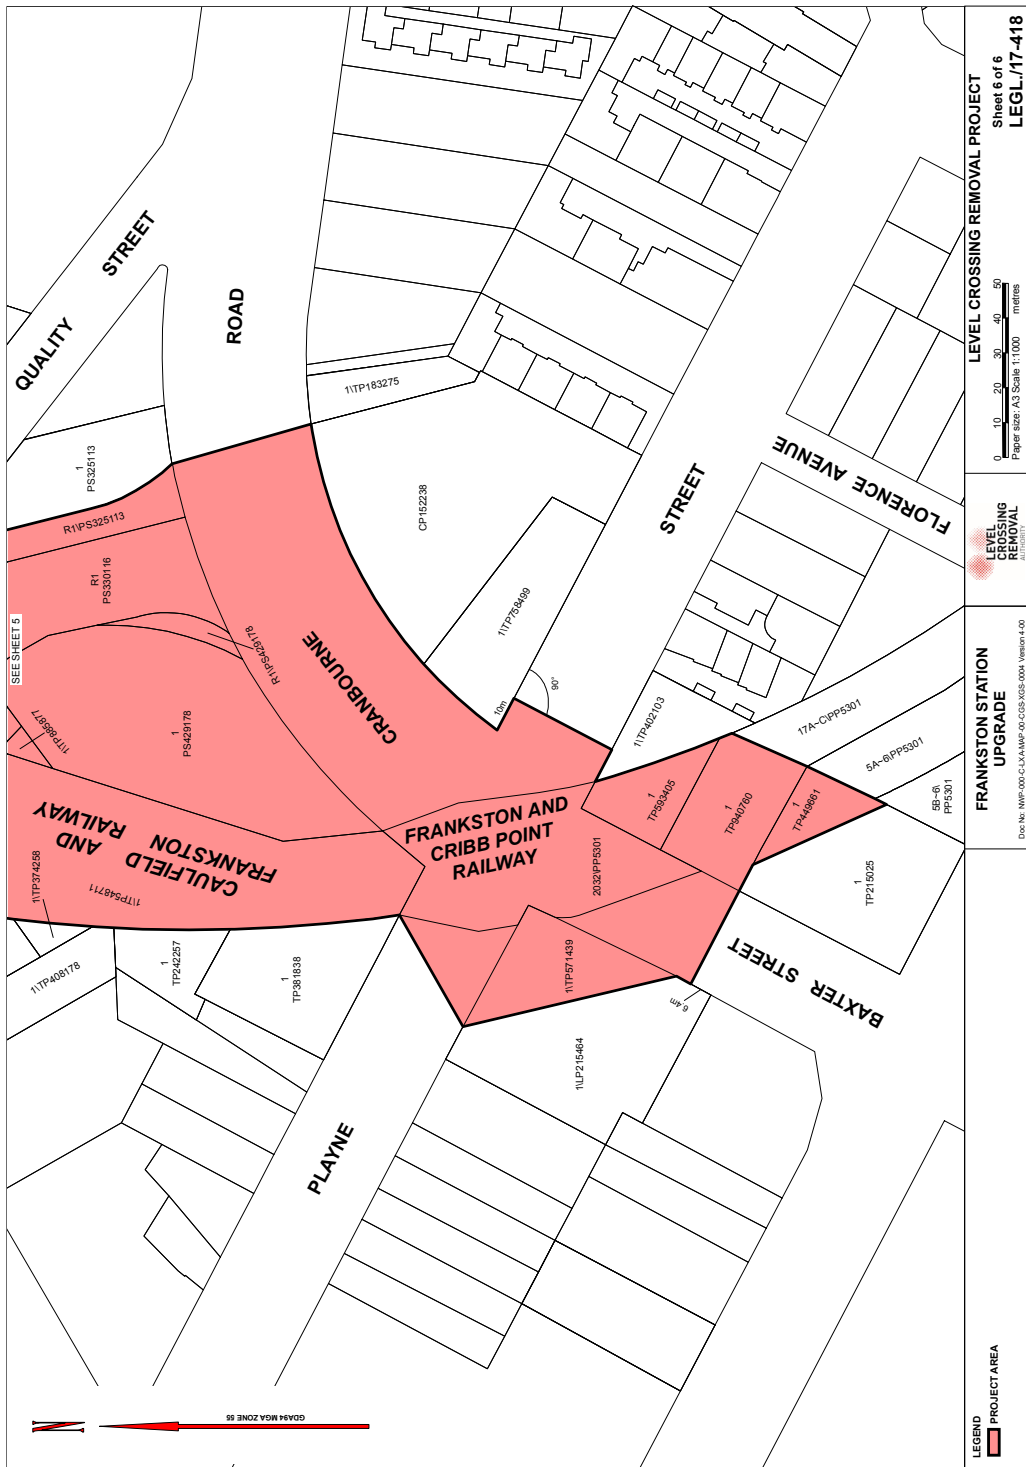 SEE SHEET 5
QUALITY
STREET
ROAD
1
PS325113
R1\PS325113
R1
PS330116
R1\PS429178
1\TP885877
1
PS429178
CRANBOURNE
1\TP183275
CP152238
1\TP758499
STREET
10m
90°
CAULFIELD AND
FRANKSTON RAILWAY
1\TP374258
1\TP548711
1\TP408178
1
TP242257
1
TP381838
FRANKSTON AND
CRIBB POINT
RAILWAY
2032\PP5301
1\TP571439
1\TP402103
1
TP593405
1
TP940760
1
TP449661
17A~C\PP5301
5A~6\PP5301
5B~6\
PP5301
1
TP215025
FLORENCE AVENUE
BAXTER STREET
6.4m
1\LP215464
PLAYNE
GDA94 MGA ZONE 55
N
LEGEND
PROJECT AREA
FRANKSTON STATION
UPGRADE
Doc No: NWP-000-C-LXA-MAP-00-CGS-XGS-0004 Version 4-00
LEVEL
CROSSING
REMOVAL
AUTHORITY
LEVEL CROSSING REMOVAL PROJECT
0 10 20 30 40 50
Paper size: A3 Scale 1:1000 metres
Sheet 6 of 6
LEGL./17-418